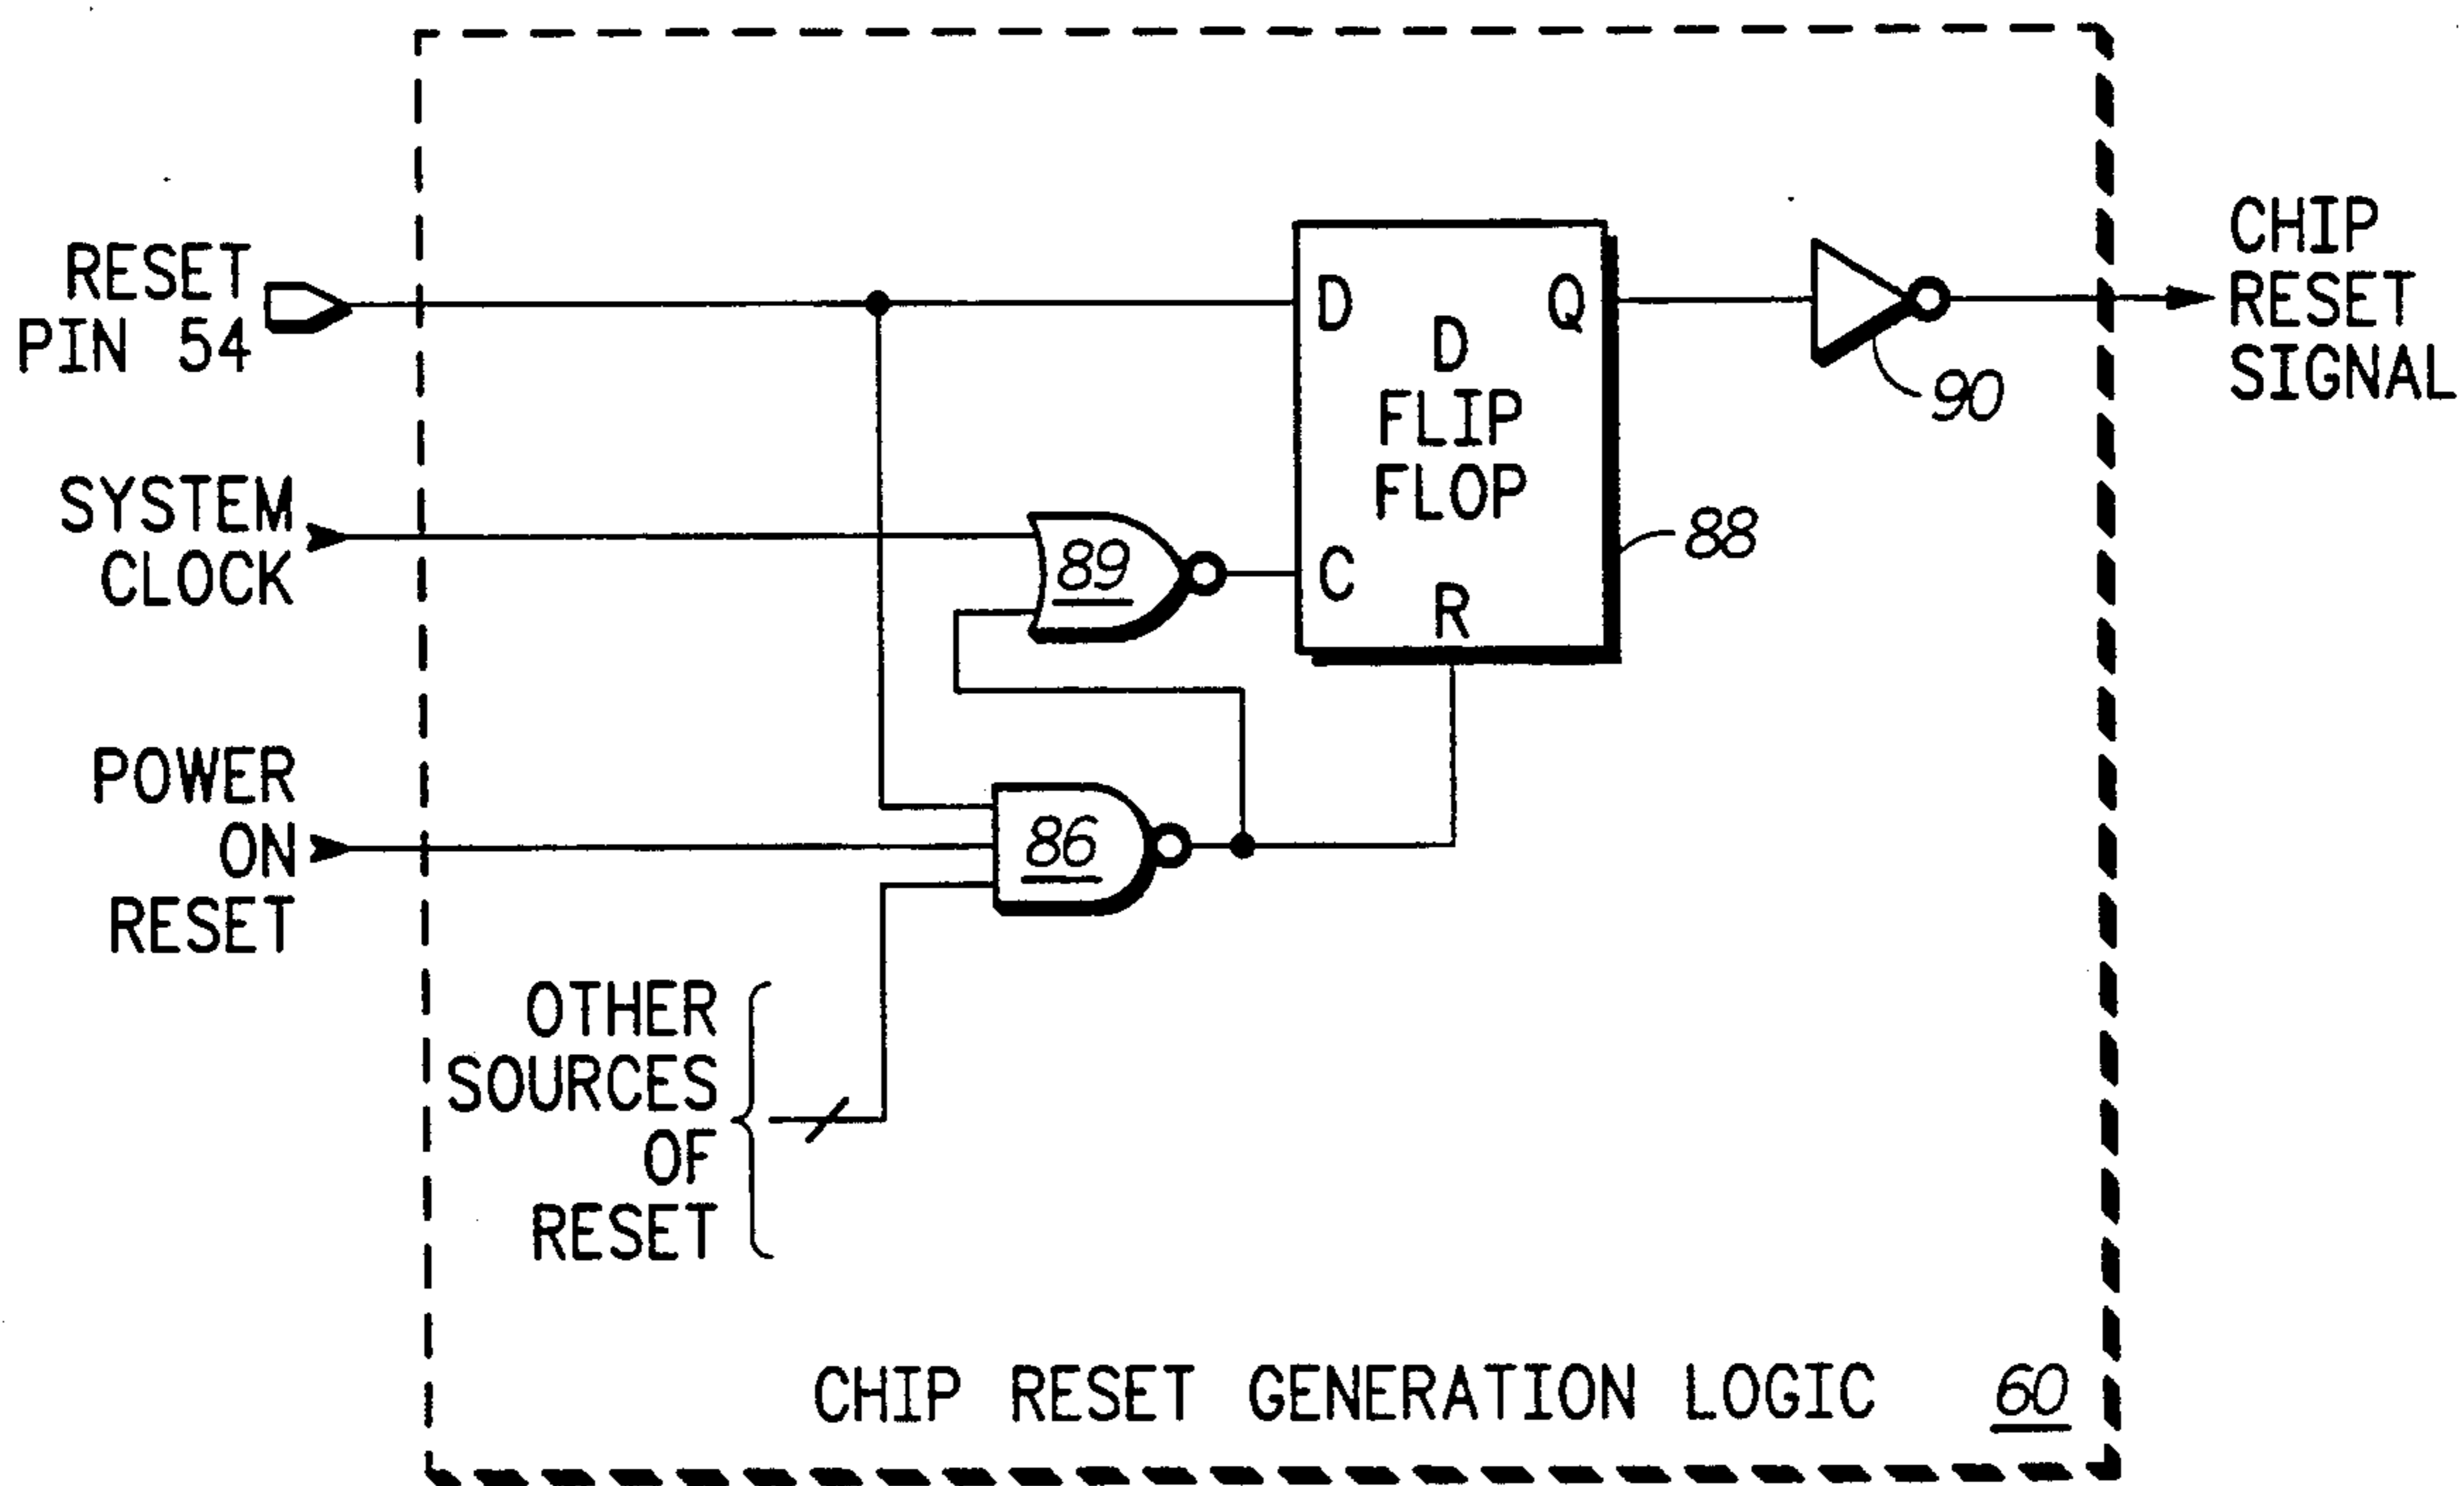 RESET
PIN 54
SYSTEM
CLOCK
POWER
ON
RESET
OTHER
SOURCES
OF
RESET
89
86
D
Q
D
FLIP
FLOP
C
R
88
90
CHIP
RESET
SIGNAL
CHIP RESET GENERATION LOGIC
60